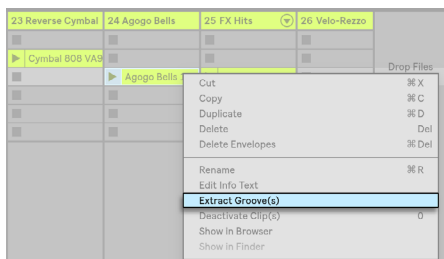 23 Reverse Cymbal 24 Agogo Bells 25 FX Hits 26 Velo-Rezzo
Cymbal 808 VA9
Drop Files
Agogo Bells
Cut ⌘ X
Copy ⌘ C
Duplicate ⌘ D
Delete Del
Delete Envelopes ⌘ Del
Rename ⌘ R
Edit Info Text
Extract Groove(s)
Deactivate Clip(s) 0
Show in Browser
Show in Finder